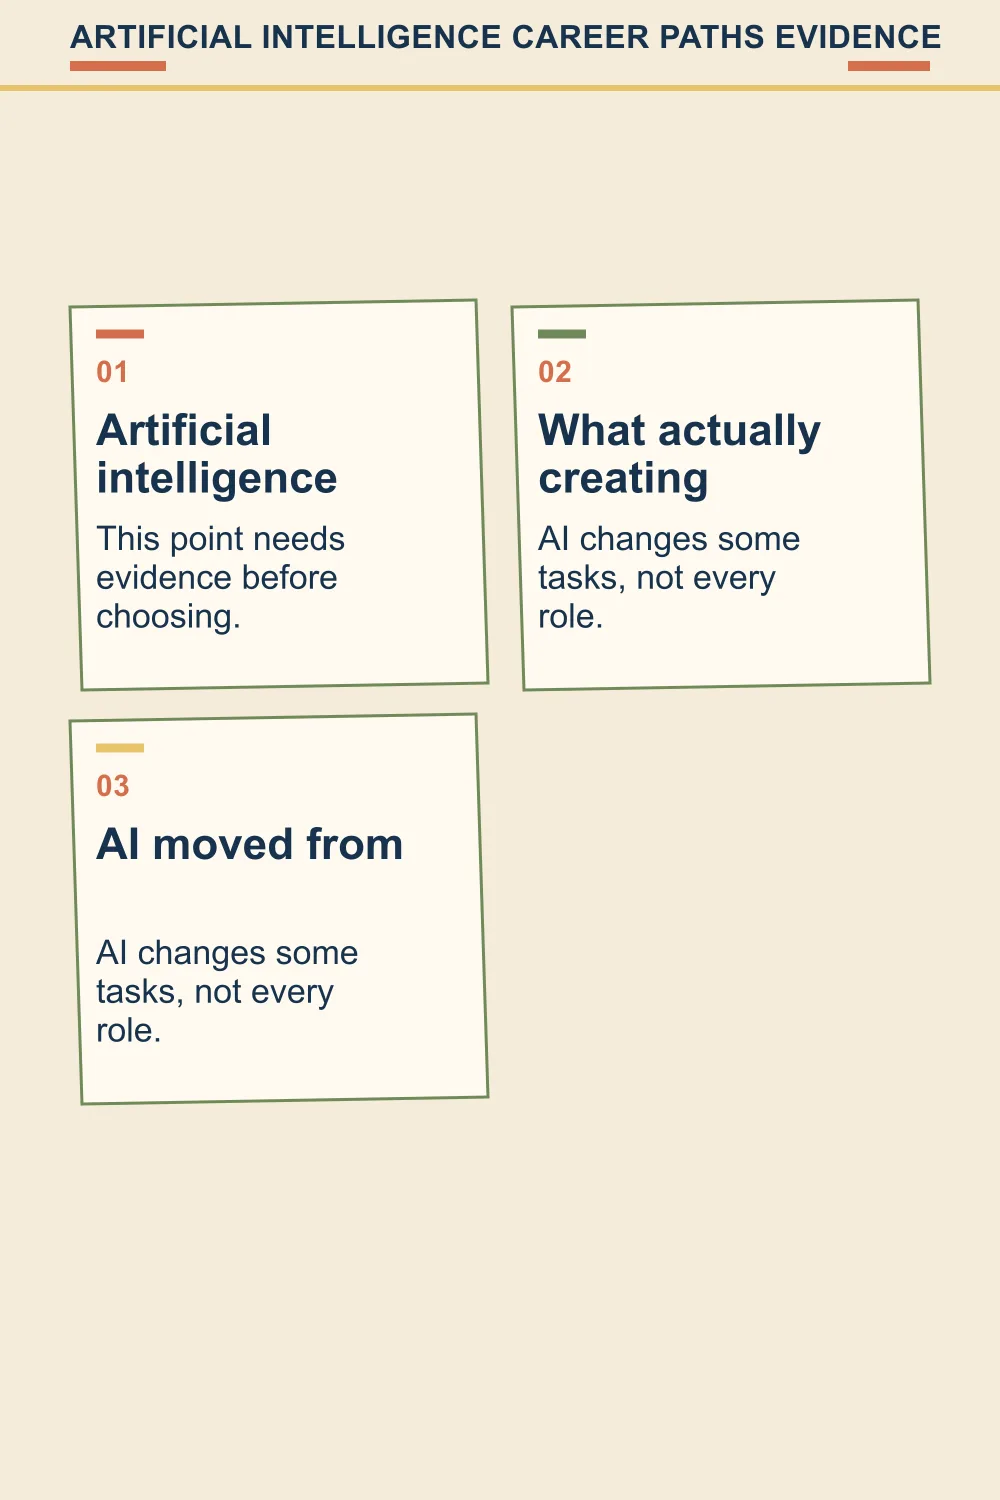 ARTIFICIAL INTELLIGENCE CAREER PATHS EVIDENCE
01
Artificial
intelligence
This point needs
evidence before
choosing.
02
What actually
creating
AI changes some
tasks, not every
role.
03
AI moved from
AI changes some
tasks, not every
role.